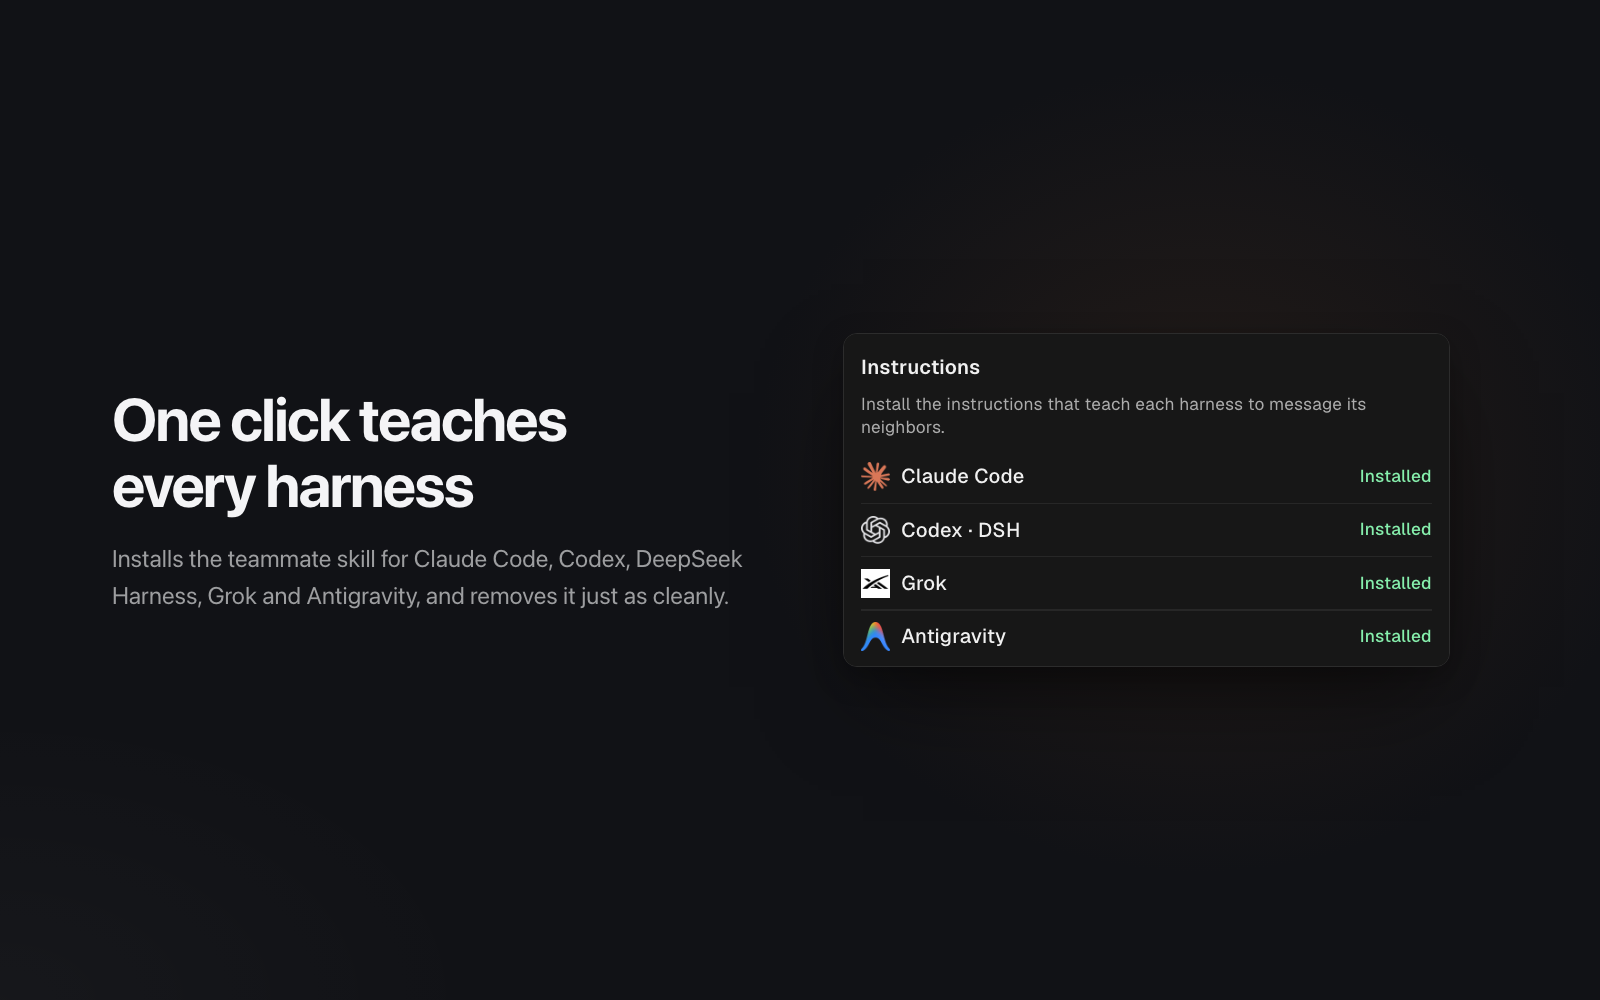 One click teaches
every harness
Installs the teammate skill for Claude Code, Codex, DeepSeek
Harness, Grok and Antigravity, and removes it just as cleanly.
Instructions
Install the instructions that teach each harness to message its
neighbors.
Claude Code Installed
Codex · DSH Installed
Grok Installed
Antigravity Installed